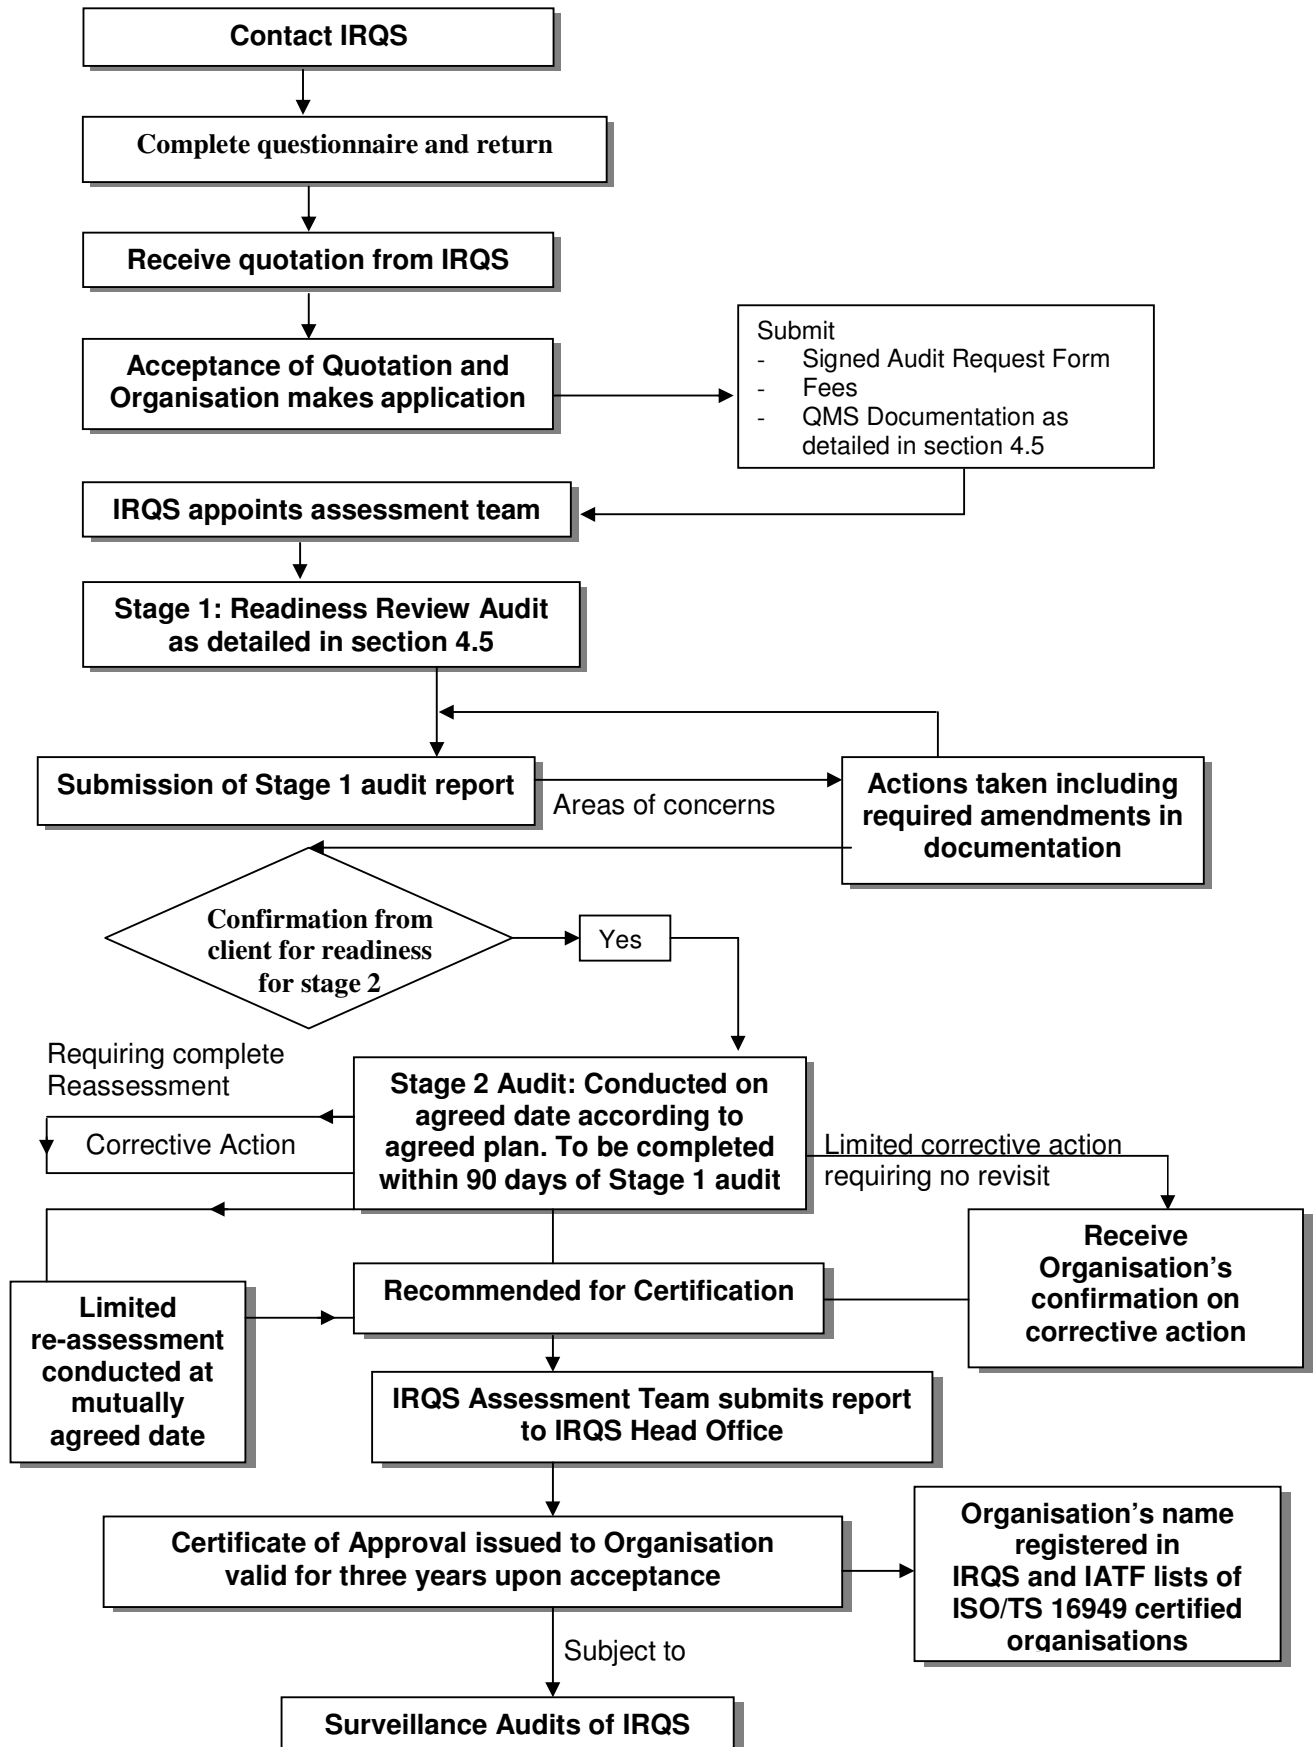 Contact IRQS
Complete questionnaire and return
Receive quotation from IRQS
Acceptance of Quotation and
Organisation makes application
Submit
- Signed Audit Request Form
- Fees
- QMS Documentation as
detailed in section 4.5
IRQS appoints assessment team
Stage 1: Readiness Review Audit
as detailed in section 4.5
Submission of Stage 1 audit report
Areas of concerns
Actions taken including
required amendments in
documentation
Confirmation from
client for readiness
for stage 2
Yes
Requiring complete
Reassessment
Corrective Action
Stage 2 Audit: Conducted on
agreed date according to
agreed plan. To be completed
within 90 days of Stage 1 audit
Limited corrective action
requiring no revisit
Receive
Organisation's
confirmation on
corrective action
Recommended for Certification
Limited
re-assessment
conducted at
mutually
agreed date
IRQS Assessment Team submits report
to IRQS Head Office
Certificate of Approval issued to Organisation
valid for three years upon acceptance
Organisation's name
registered in
IRQS and IATF lists of
ISO/TS 16949 certified
organisations
Subject to
Surveillance Audits of IRQS